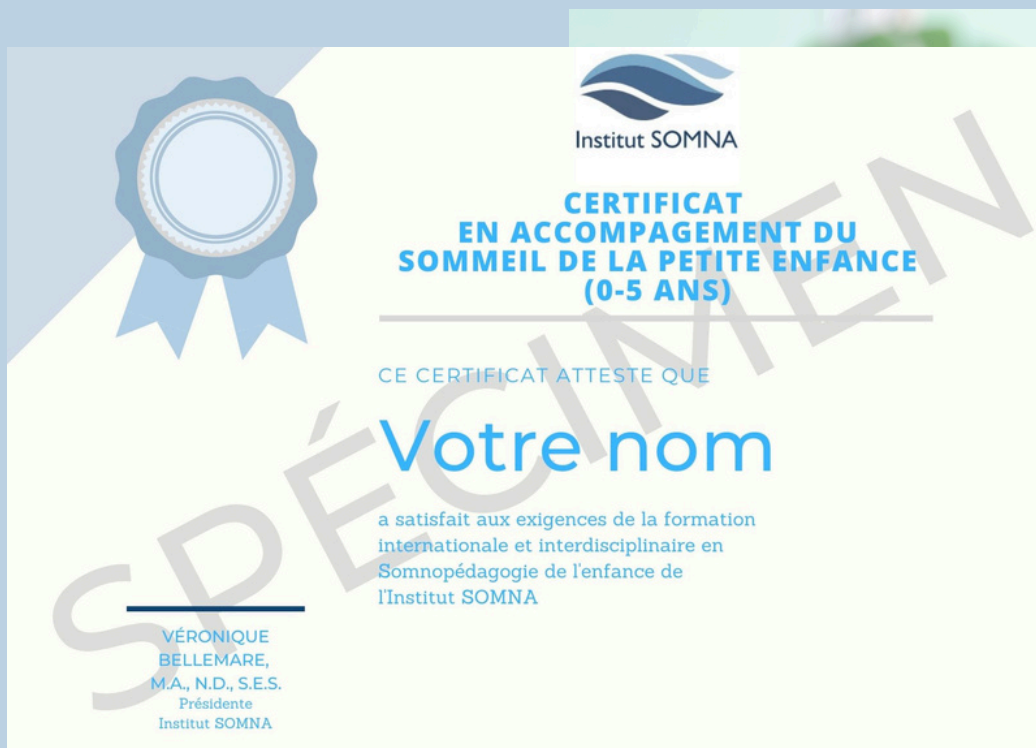 Institut SOMNA
CERTIFICAT
EN ACCOMPAGEMENT DU
SOMMEIL DE LA PETITE ENFANCE
(0-5 ANS)
CE CERTIFICAT ATTESTE QUE
Votre nom
a satisfait aux exigences de la formation
internationale et interdisciplinaire en
Somnopédagogie de l'enfance de
l'Institut SOMNA
VÉRONIQUE
BELLEMARE,
M.A., N.D., S.E.S.
Présidente
Institut SOMNA
SPÉCIMEN